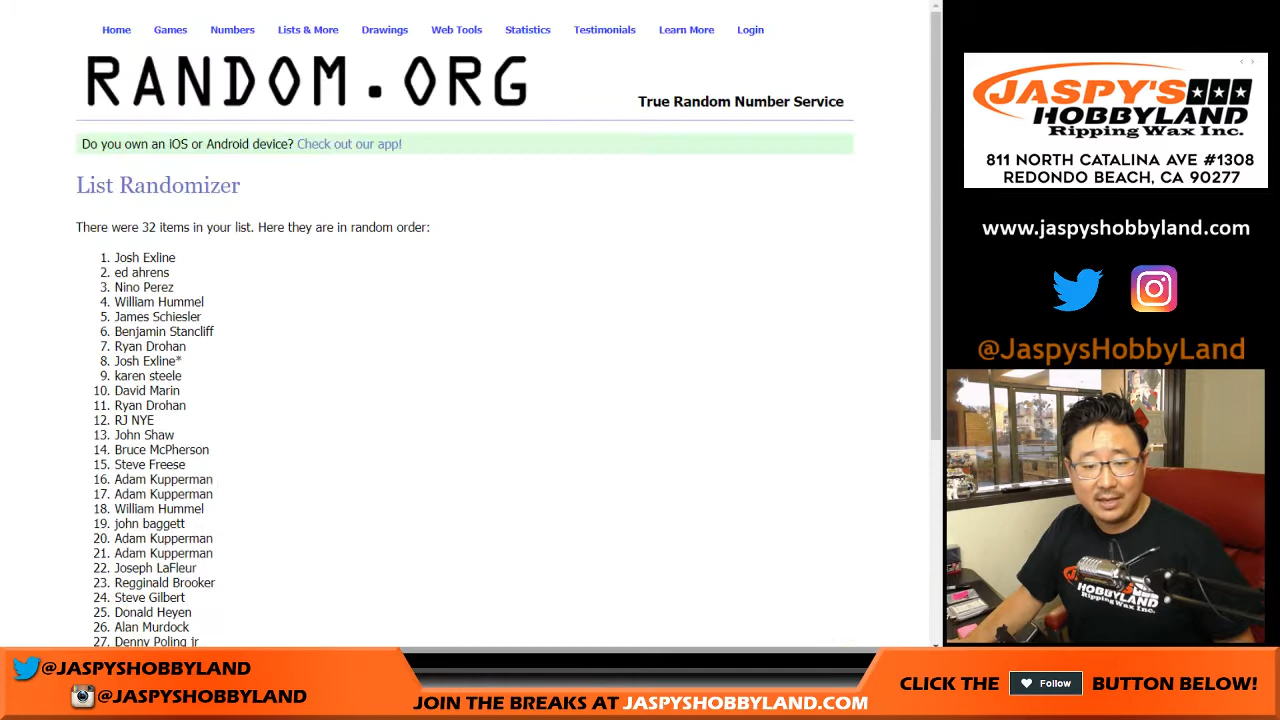 Home Games Numbers Lists & More Drawings Web Tools Statistics Testimonials Learn More Login
RANDOM.ORG
True Random Number Service
Do you own an iOS or Android device? Check out our app!
List Randomizer
There were 32 items in your list. Here they are in random order:
1. Josh Exline
2. ed ahrens
3. Nino Perez
4. William Hummel
5. James Schiesler
6. Benjamin Stancliff
7. Ryan Drohan
8. Josh Exline*
9. karen steele
10. David Marin
11. Ryan Drohan
12. RJ NYE
13. John Shaw
14. Bruce McPherson
15. Steve Freese
16. Adam Kupperman
17. Adam Kupperman
18. William Hummel
19. john baggett
20. Adam Kupperman
21. Adam Kupperman
22. Joseph LaFleur
23. Regginald Brooker
24. Steve Gilbert
25. Donald Heyen
26. Alan Murdock
27. Denny Poling jr
JASPY'S
HOBBYLAND
Ripping Wax Inc.
811 NORTH CATALINA AVE #1308
REDONDO BEACH, CA 90277
www.jaspyshobbyland.com
@JaspysHobbyLand
JASPY'S
HOBBYLAND
Ripping Wax Inc.
@JASPYSHOBBYLAND
@JASPYSHOBBYLAND
JOIN THE BREAKS AT JASPYSHOBBYLAND.COM
CLICK THE Follow BUTTON BELOW!